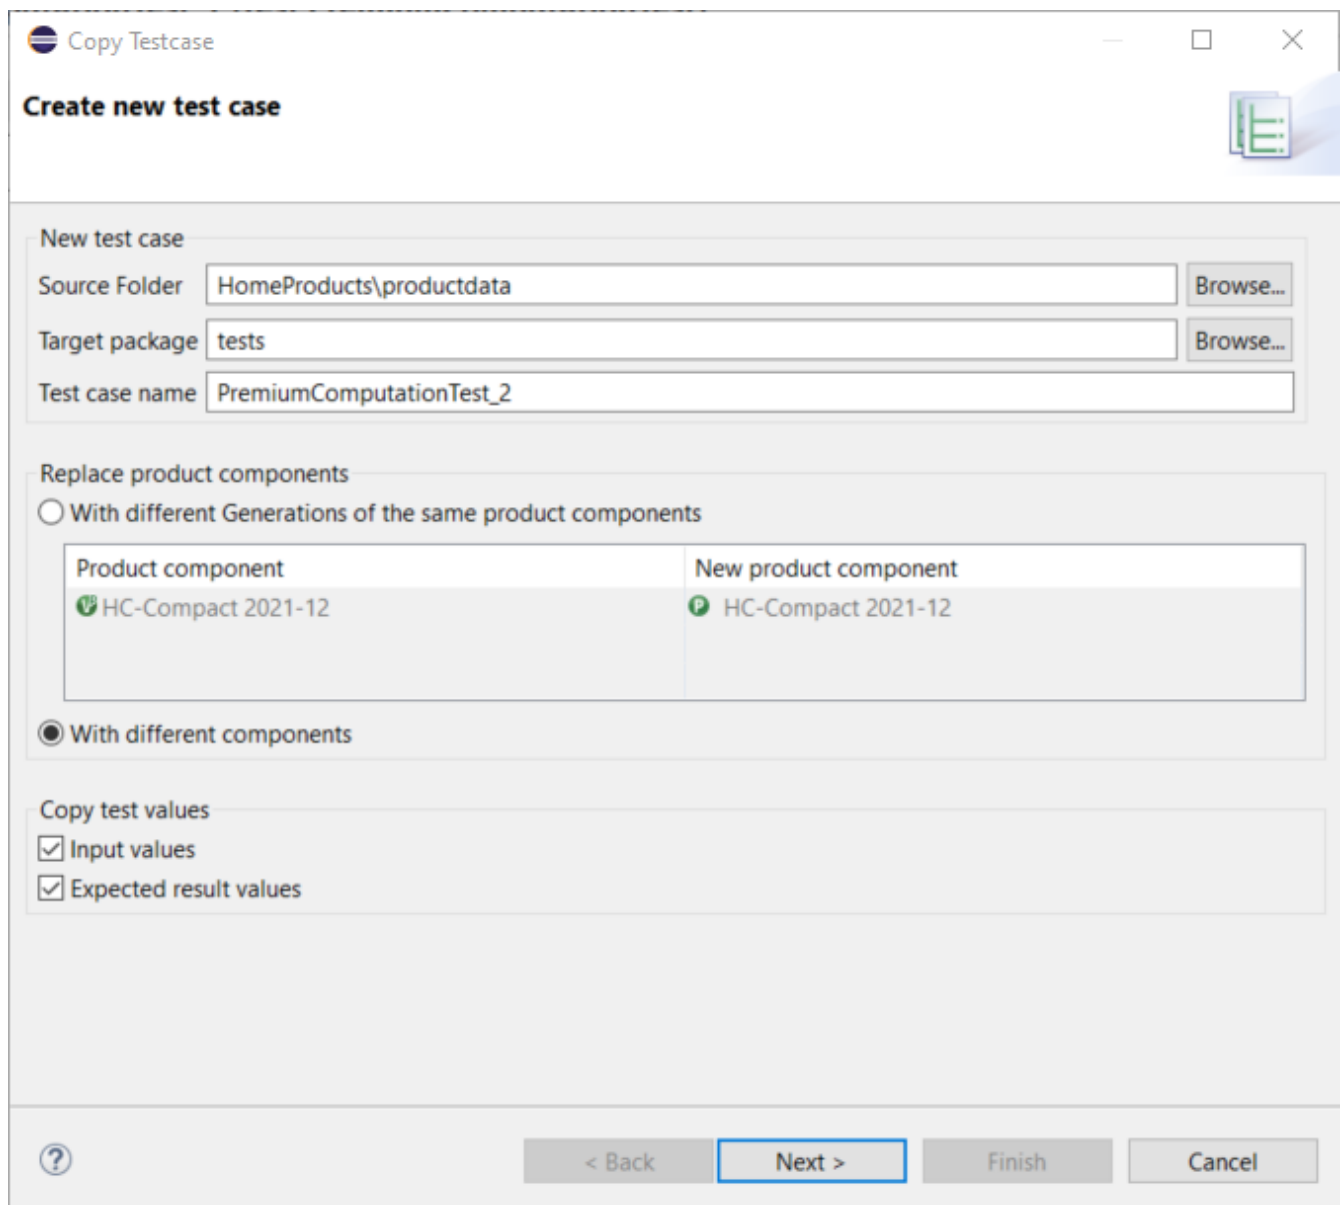 Copy Testcase
Create new test case
New test case
Source Folder HomeProducts\productdata Browse...
Target package tests Browse...
Test case name PremiumComputationTest_2
Replace product components
With different Generations of the same product components
Product component New product component
HC-Compact 2021-12 HC-Compact 2021-12
With different components
Copy test values
Input values
Expected result values
? < Back Next > Finish Cancel